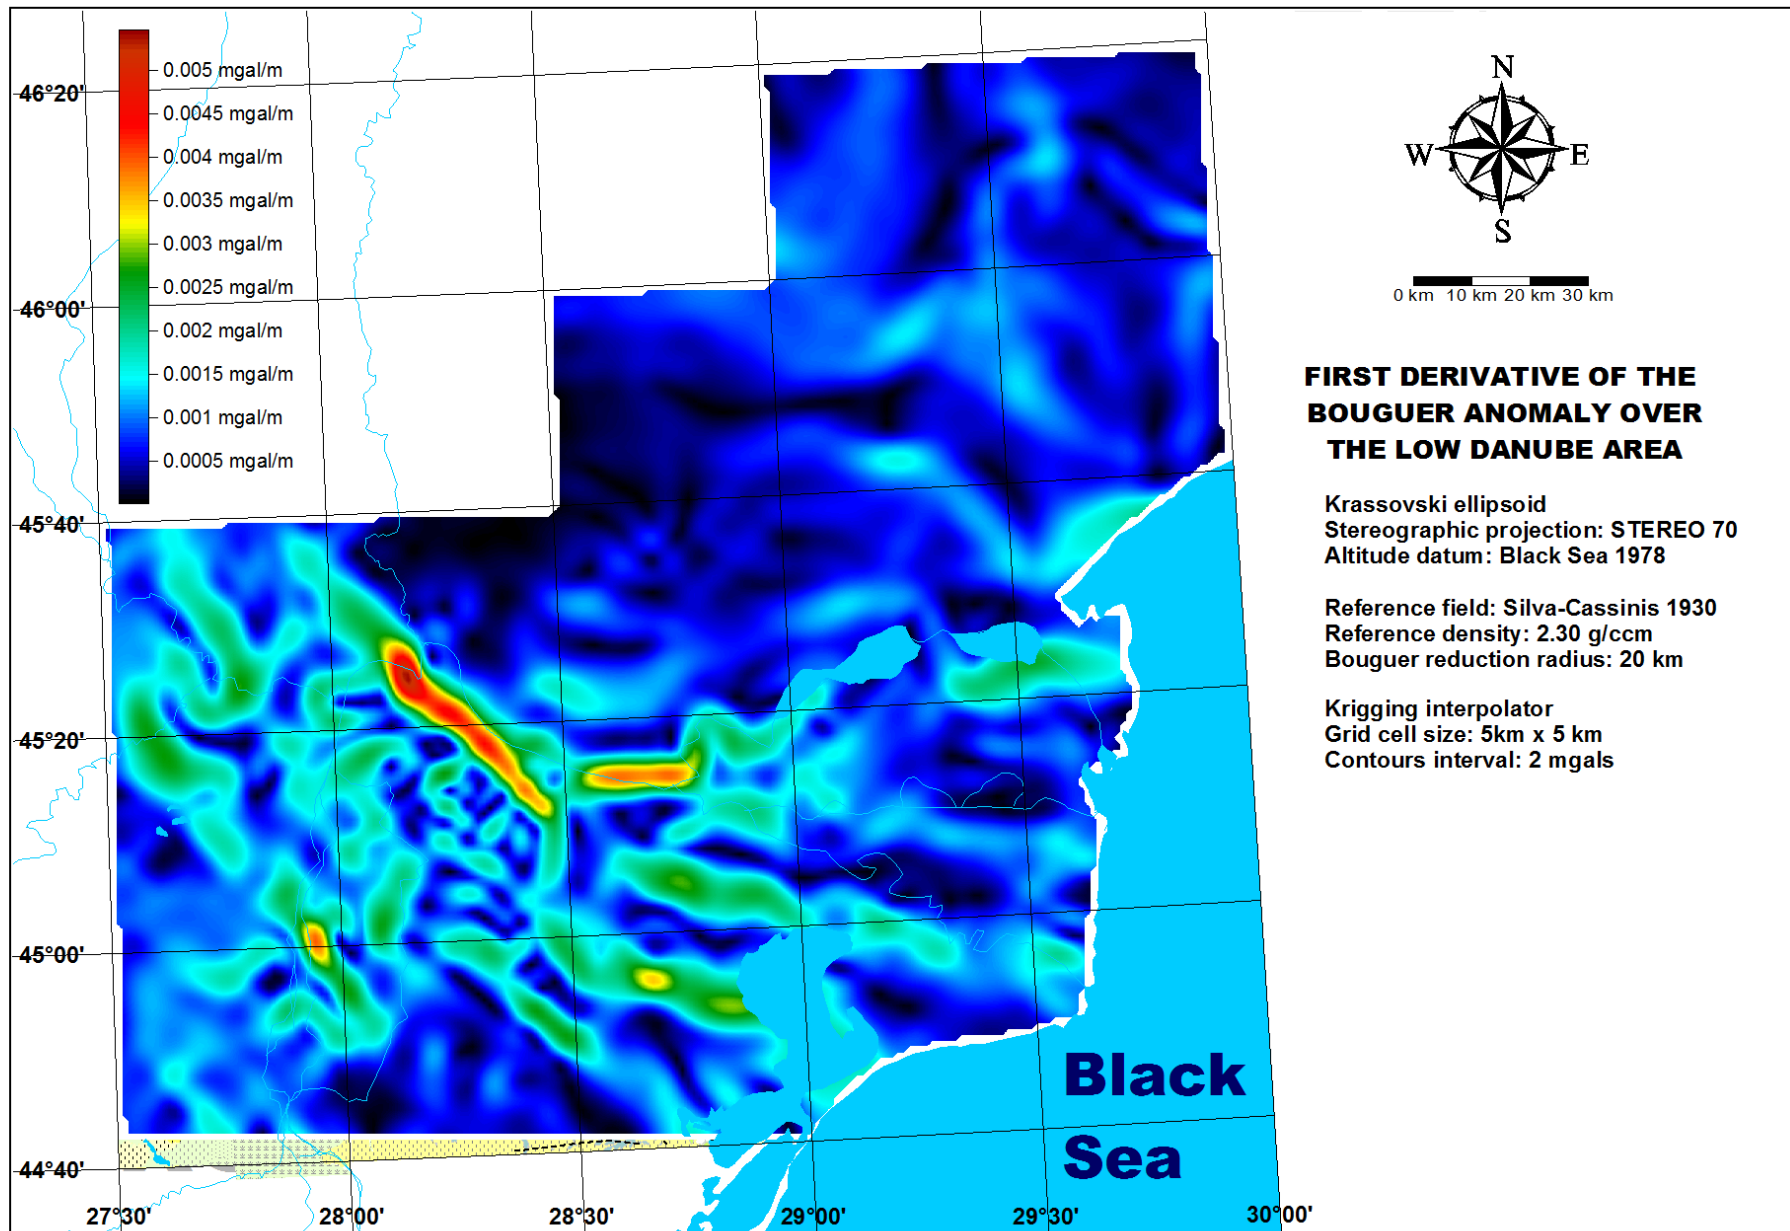 0.005 mgal/m
0.0045 mgal/m
0.004 mgal/m
0.0035 mgal/m
0.003 mgal/m
0.0025 mgal/m
0.002 mgal/m
0.0015 mgal/m
0.001 mgal/m
0.0005 mgal/m
46°20'
46°00'
45°40'
45°20'
45°00'
44°40'
27°30'
28°00'
28°30'
29°00'
29°30'
30°00'
Black
Sea
N
W
E
S
0 km 10 km 20 km 30 km
FIRST DERIVATIVE OF THE
BOUGUER ANOMALY OVER
THE LOW DANUBE AREA
Krassovski ellipsoid
Stereographic projection: STEREO 70
Altitude datum: Black Sea 1978
Reference field: Silva-Cassinis 1930
Reference density: 2.30 g/ccm
Bouguer reduction radius: 20 km
Krigging interpolator
Grid cell size: 5km x 5 km
Contours interval: 2 mgals